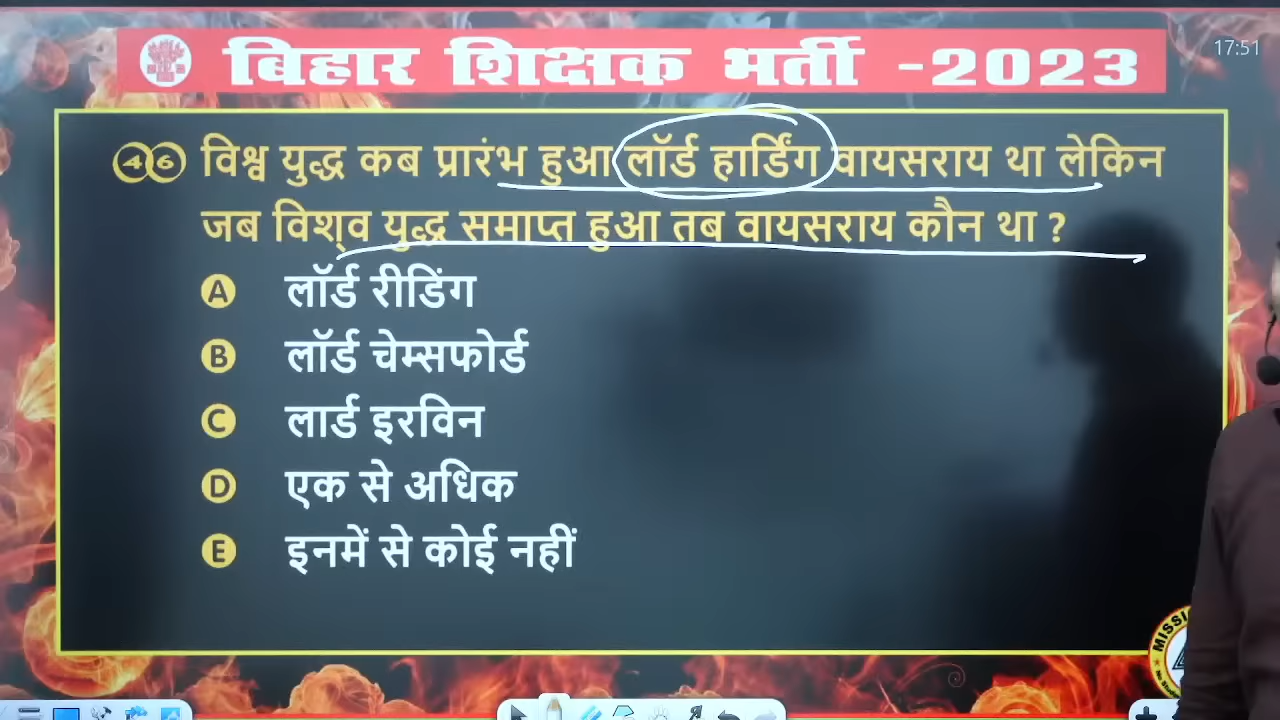 17:51
बिहार शिक्षक भर्ती -2023
46 विश्व युद्ध कब प्रारंभ हुआ लॉर्ड हार्डिंग वायसराय था लेकिन
जब विश्‌व युद्ध समाप्त हुआ तब वायसराय कौन था ?
A लॉर्ड रीडिंग
B लॉर्ड चेम्सफोर्ड
C लार्ड इरविन
D एक से अधिक
E इनमें से कोई नहीं